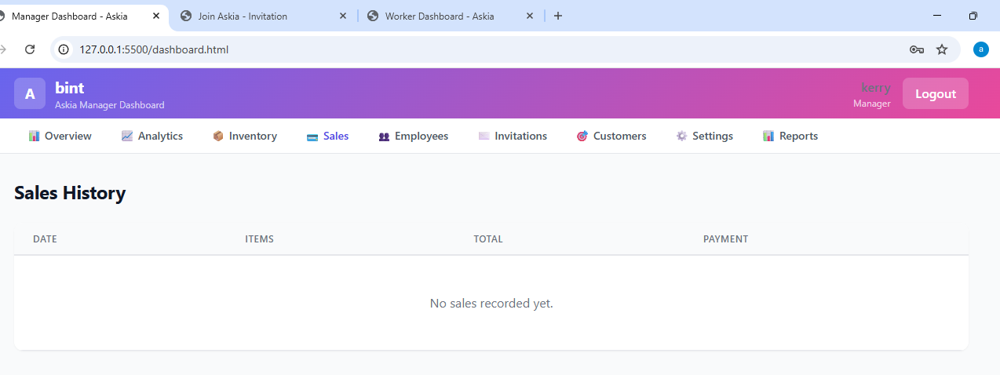 Manager Dashboard - Askia
Join Askia - Invitation
Worker Dashboard - Askia
127.0.0.1:5500/dashboard.html
a
A
bint
Askia Manager Dashboard
kerry
Manager
Logout
Overview
Analytics
Inventory
Sales
Employees
Invitations
Customers
Settings
Reports
Sales History
DATE ITEMS TOTAL PAYMENT
No sales recorded yet.